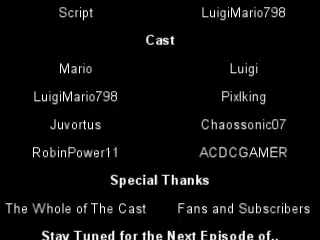 Script LuigiMario798
Cast
Mario Luigi
LuigiMario798 Pixlking
Juvortus Chaossonic07
RobinPower11 ACDCGAMER
Special Thanks
The Whole of The Cast Fans and Subscribers
Stay Tuned for the Next Episode of..